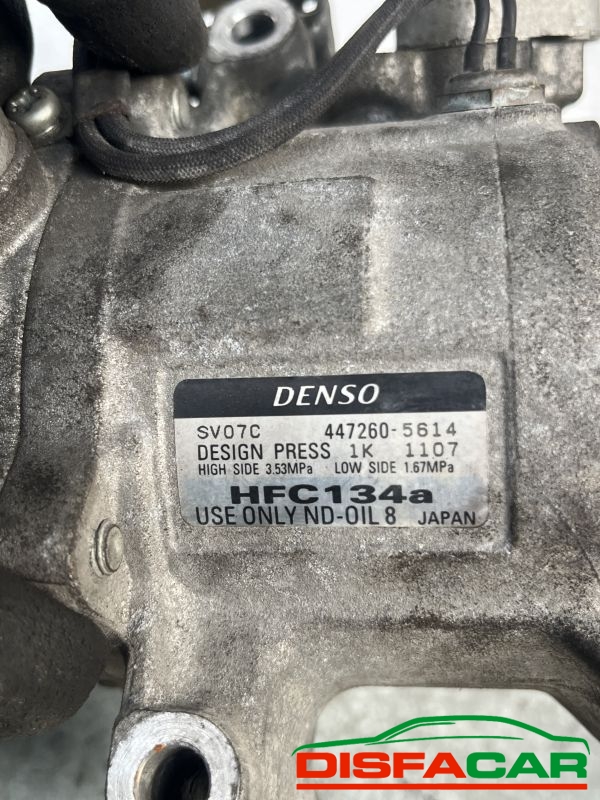 DENSO
SV07C 447260-5614
DESIGN PRESS 1K 1107
HIGH SIDE 3.53MPa LOW SIDE 1.67MPa
HFC134a
USE ONLY ND-OIL 8 JAPAN
DISFACAR